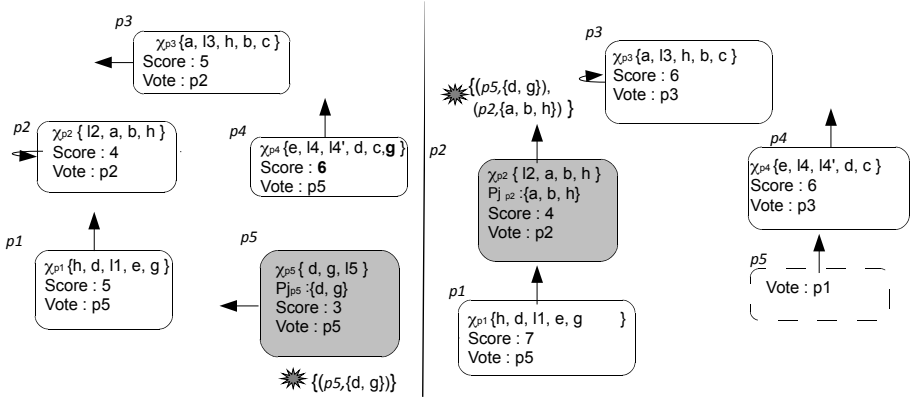 p3
χp3 {a, l3, h, b, c }
Score : 5
Vote : p2
p2
χp2 { l2, a, b, h }
Score : 4
Vote : p2
p4
χp4 {e, l4, l4', d, c,g }
Score : 6
Vote : p5
p1
χp1 {h, d, l1, e, g }
Score : 5
Vote : p5
p5
χp5 { d, g, l5 }
Pjp5 :{d, g}
Score : 3
Vote : p5
{(p5,{d, g})}
p3
χp3 {a, l3, h, b, c }
Score : 6
Vote : p3
{(p5,{d, g}),
(p2,{a, b, h}) }
p2
χp2 { l2, a, b, h }
Pj p2 :{a, b, h}
Score : 4
Vote : p2
p4
χp4 {e, l4, l4', d, c }
Score : 6
Vote : p3
p5
Vote : p1
p1
χp1 {h, d, l1, e, g }
Score : 7
Vote : p5